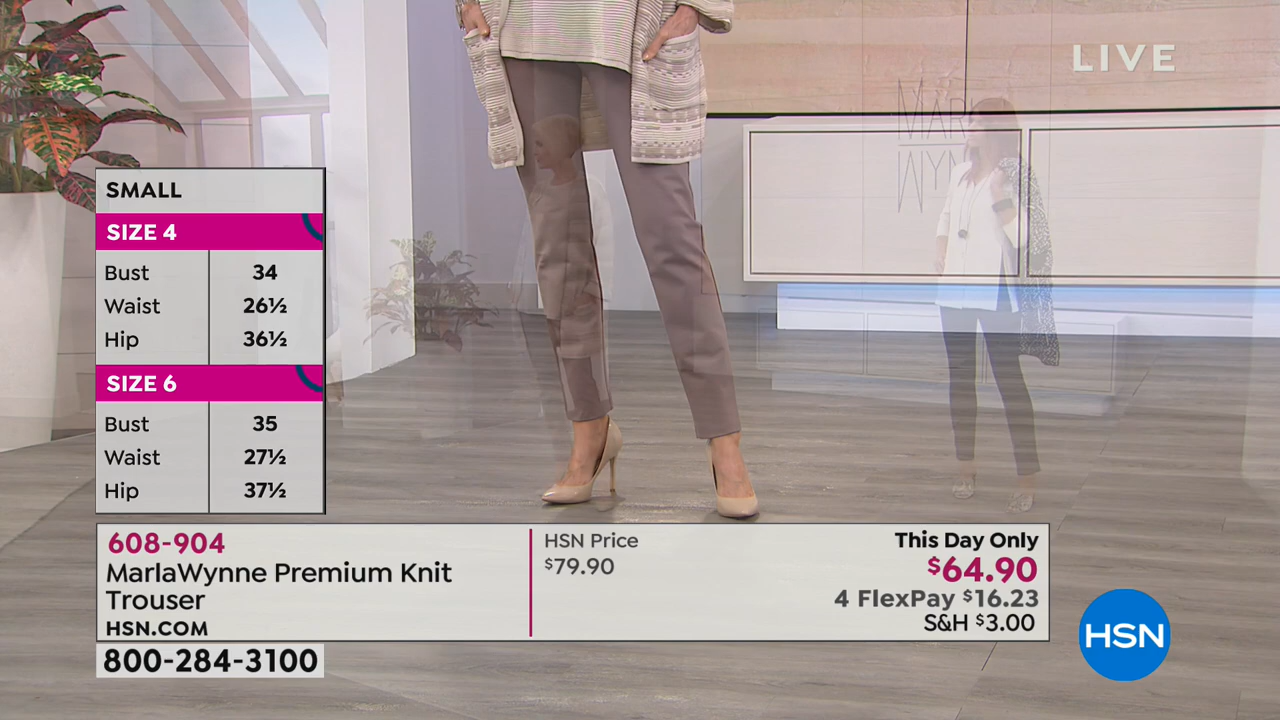 LIVE
MAR
WYN
SMALL
SIZE 4
Bust 34
Waist 26½
Hip 36½
SIZE 6
Bust 35
Waist 27½
Hip 37½
608-904
MarlaWynne Premium Knit
Trouser
HSN.COM
HSN Price
$79.90
This Day Only
$64.90
4 FlexPay $16.23
S&H $3.00
800-284-3100
HSN